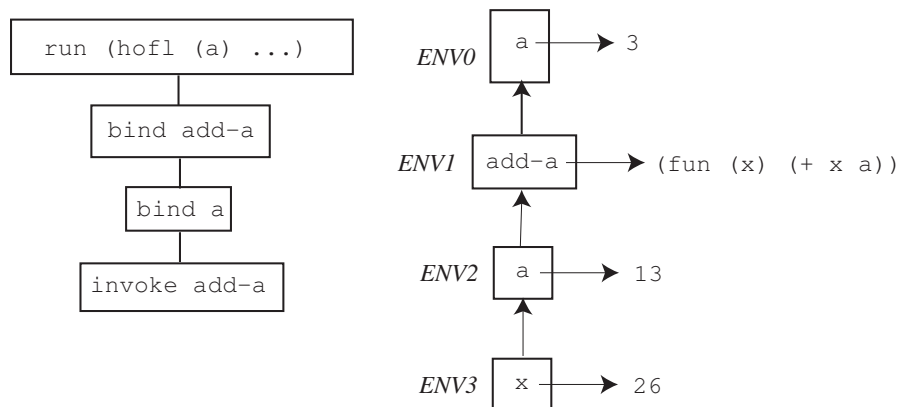 run (hofl (a) ...)
bind add-a
bind a
invoke add-a
ENV0 a 3
ENV1 add-a (fun (x) (+ x a))
ENV2 a 13
ENV3 x 26